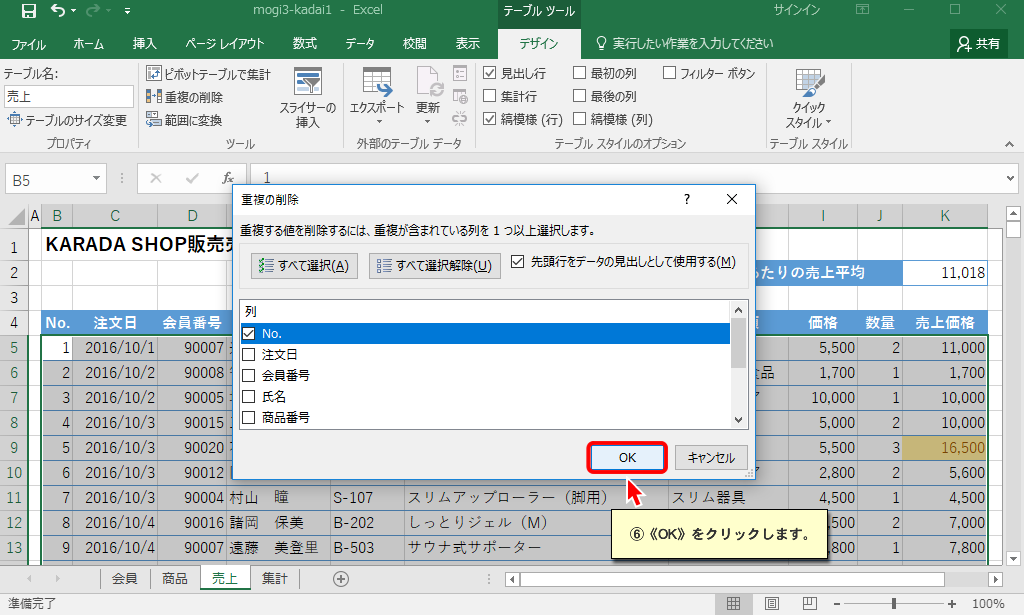 mogi3-kadai1 - Excel
テーブル ツール
サインイン
ファイル ホーム 挿入 ページ レイアウト 数式 データ 校閲 表示 デザイン 実行したい作業を入力してください 共有
テーブル名:
売上
テーブルのサイズ変更
プロパティ
ピボットテーブルで集計
重複の削除
範囲に変換
スライサーの
挿入
ツール
エクスポート
更新
外部のテーブル データ
見出し行 最初の列 フィルター ボタン
集計行 最後の列
縞模様 (行) 縞模様 (列)
テーブル スタイルのオプション
クイック
スタイル
テーブル スタイル
B5
fx 1
A B C D I J K
1 KARADA SHOP販売
2 たりの売上平均 11,018
3
4 No. 注文日 会員番号 価格 数量 売上価格
5 1 2016/10/1 90007 5,500 2 11,000
6 2 2016/10/2 90008 食品 1,700 1 1,700
7 3 2016/10/2 90005 10,000 1 10,000
8 4 2016/10/3 90015 5,000 2 10,000
9 5 2016/10/3 90020 5,500 3 16,500
10 6 2016/10/3 90012 2,800 2 5,600
11 7 2016/10/3 90004 村山 瞳 S-107 スリムアップローラー（脚用） スリム器具 4,500 1 4,500
12 8 2016/10/4 90016 諸岡 保美 B-202 しっとりジェル（M） 500 2 7,000
13 9 2016/10/4 90007 遠藤 美登里 B-503 サウナ式サポーター 800 1 7,800
重複の削除
?
重複する値を削除するには、重複が含まれている列を 1 つ以上選択します。
すべて選択(A) すべて選択解除(U) 先頭行をデータの見出しとして使用する(M)
列
No.
注文日
会員番号
氏名
商品番号
OK キャンセル
⑥《OK》をクリックします。
会員 商品 売上 集計
準備完了 100%